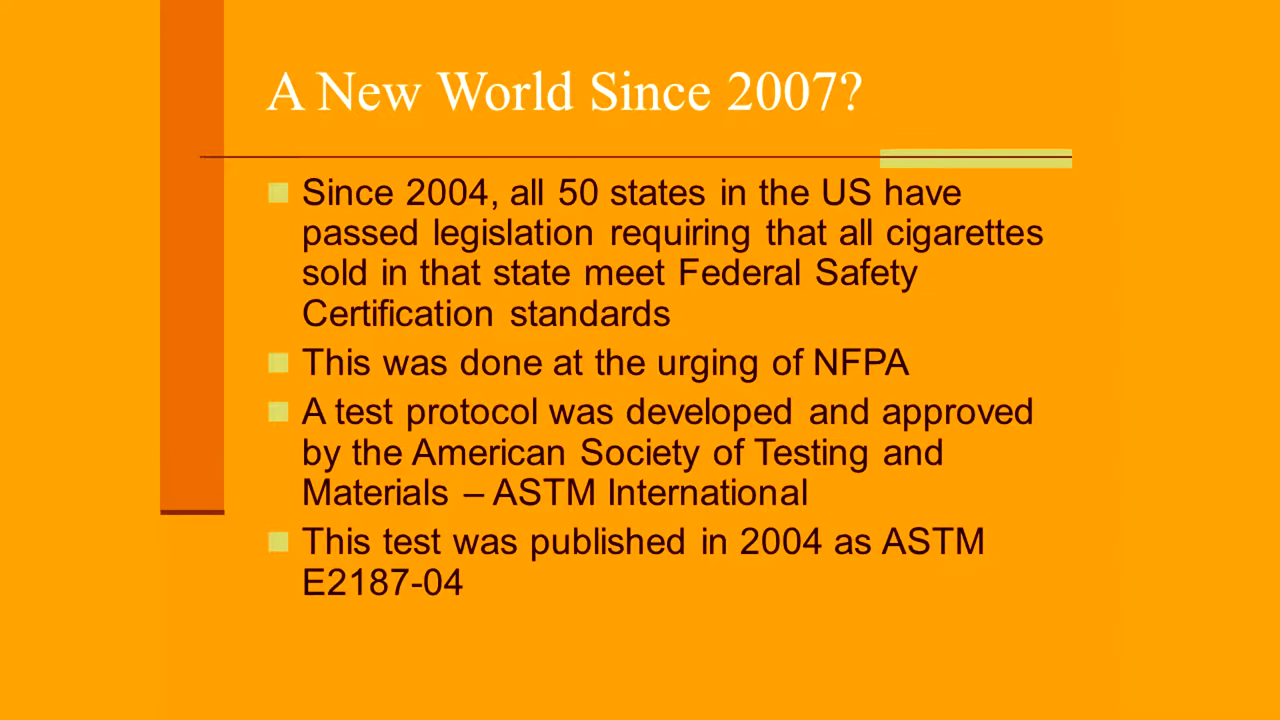 A New World Since 2007?
Since 2004, all 50 states in the US have
passed legislation requiring that all cigarettes
sold in that state meet Federal Safety
Certification standards
This was done at the urging of NFPA
A test protocol was developed and approved
by the American Society of Testing and
Materials – ASTM International
This test was published in 2004 as ASTM
E2187-04